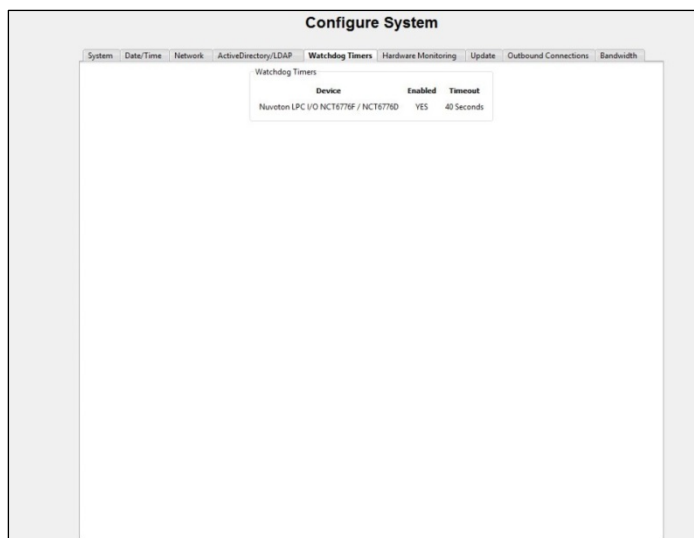 Configure System
System Date/Time Network ActiveDirectory/LDAP Watchdog Timers Hardware Monitoring Update Outbound Connections Bandwidth
Watchdog Timers
Device Enabled Timeout
Nuvoton LPC I/O NCT6776F / NCT6776D YES 40 Seconds